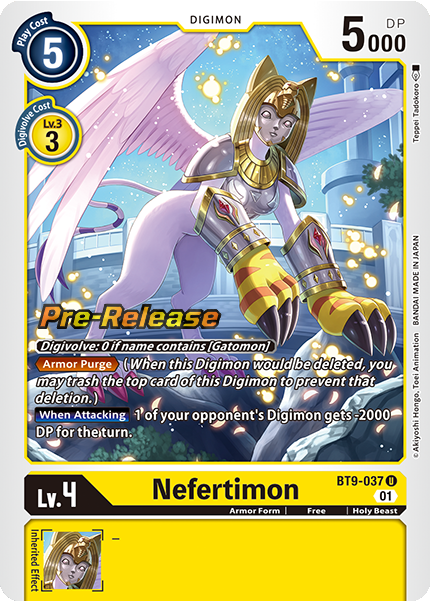 DIGIMON
Play Cost
5
DP
5000
Digivolve Cost
Lv.3
3
Teppei Tadokoro
©Akiyoshi Hongo, Toei Animation BANDAI MADE IN JAPAN
Pre-Release
Digivolve: 0 if name contains [Gatomon]
Armor Purge (When this Digimon would be deleted, you
may trash the top card of this Digimon to prevent that
deletion.)
When Attacking 1 of your opponent's Digimon gets -2000
DP for the turn.
Lv.4
Nefertimon
BT9-037 U
01
Armor Form | Free | Holy Beast
Inherited Effect
–